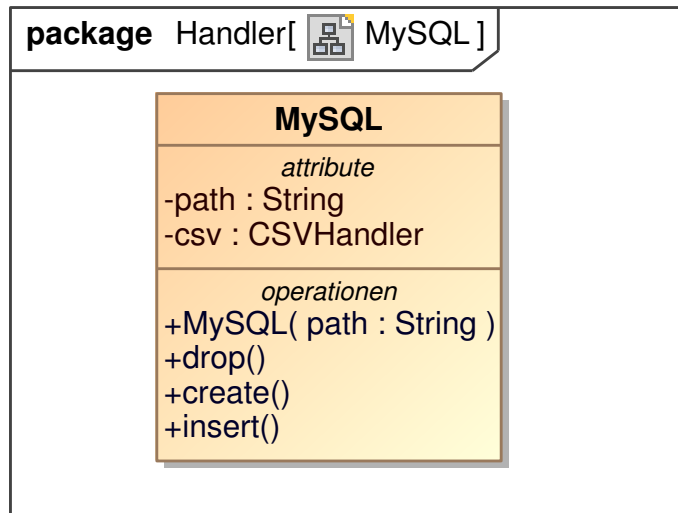 package Handler[ MySQL ]
MySQL
attribute
-path : String
-csv : CSVHandler
operationen
+MySQL( path : String )
+drop()
+create()
+insert()